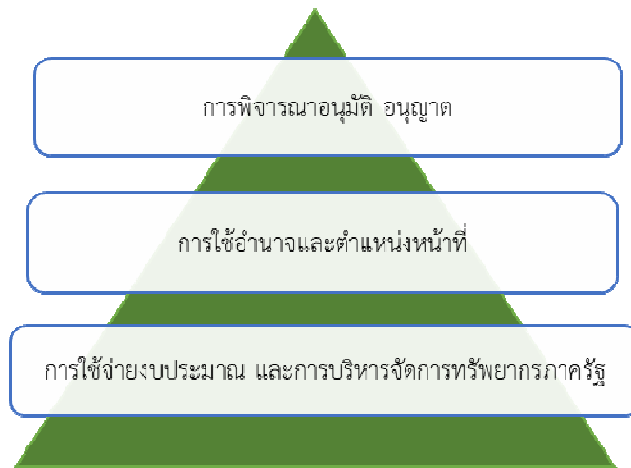 การพิจารณาอนุมัติ อนุญาต
การใช้อำนาจและตำแหน่งหน้าที่
การใช้จ่ายงบประมาณ และการบริหารจัดการทรัพยากรภาครัฐ